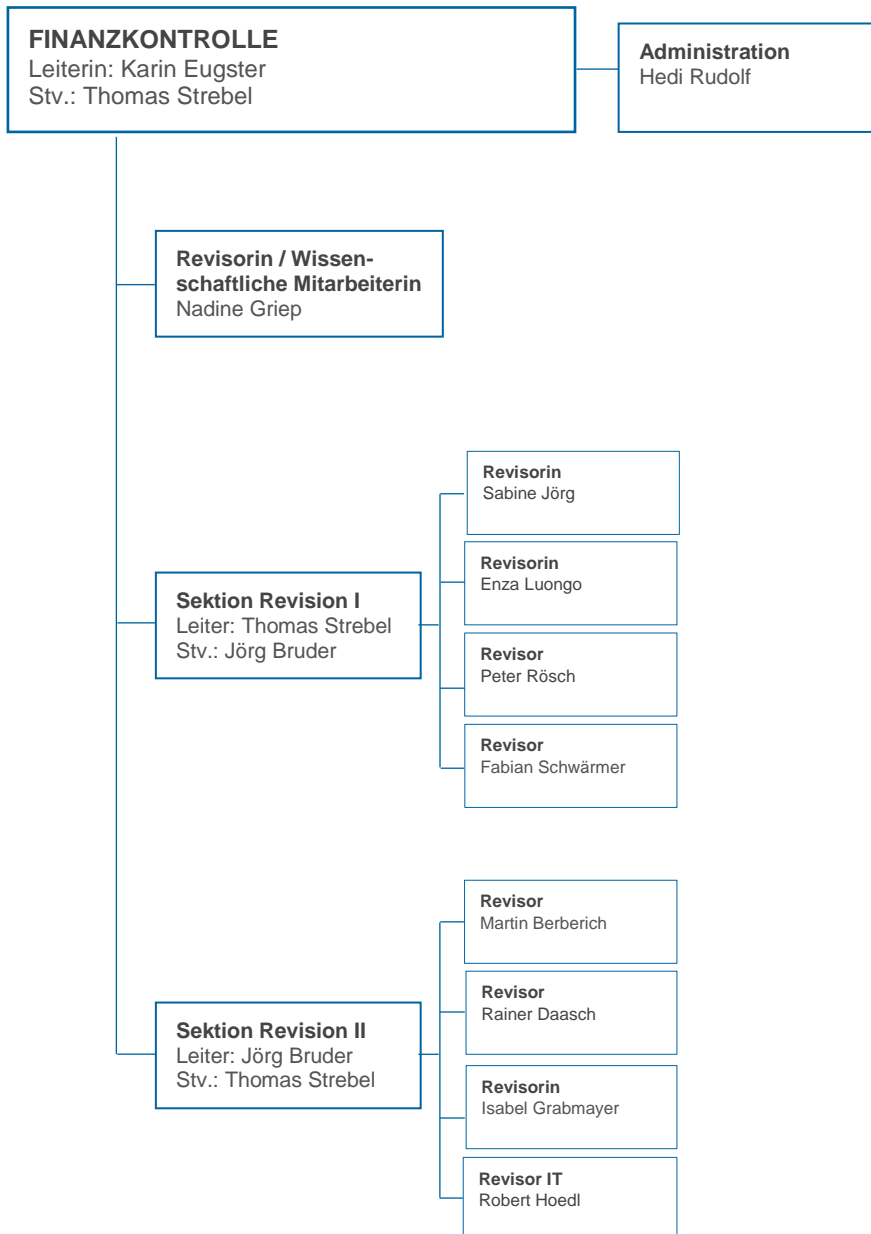 FINANZKONTROLLE
Leiterin: Karin Eugster
Stv.: Thomas Strebel
Administration
Hedi Rudolf
Revisorin / Wissen-
schaftliche Mitarbeiterin
Nadine Griep
Sektion Revision I
Leiter: Thomas Strebel
Stv.: Jörg Bruder
Revisorin
Sabine Jörg
Revisorin
Enza Luongo
Revisor
Peter Rösch
Revisor
Fabian Schwärmer
Sektion Revision II
Leiter: Jörg Bruder
Stv.: Thomas Strebel
Revisor
Martin Berberich
Revisor
Rainer Daasch
Revisorin
Isabel Grabmayer
Revisor IT
Robert Hoedl